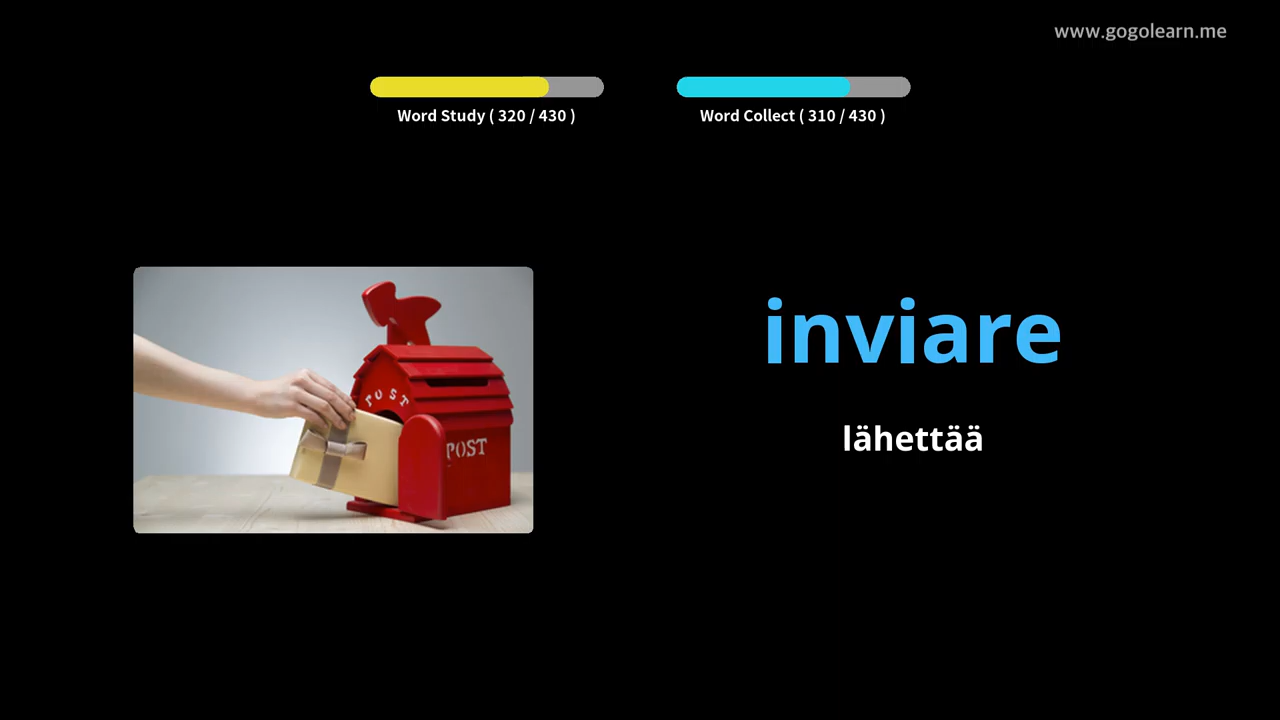 www.gogolearn.me
Word Study ( 320 / 430 )
Word Collect ( 310 / 430 )
POST
POST
inviare
lähettää